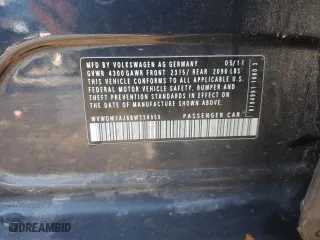 MFD BY VOLKSWAGEN AG GERMANY 05/11
GVWR 4300 GAWR FRONT 2315/ REAR 2096 LBS
THIS VEHICLE CONFORMS TO ALL APPLICABLE
FEDERAL MOTOR VEHICLE SAFETY, BUMPER AND
THEFT PREVENTION STANDARDS IN EFFECT ON
THE DATE OF MANUFACTURE SHOWN ABOVE.
PASSENGER CAR
DREAMBID